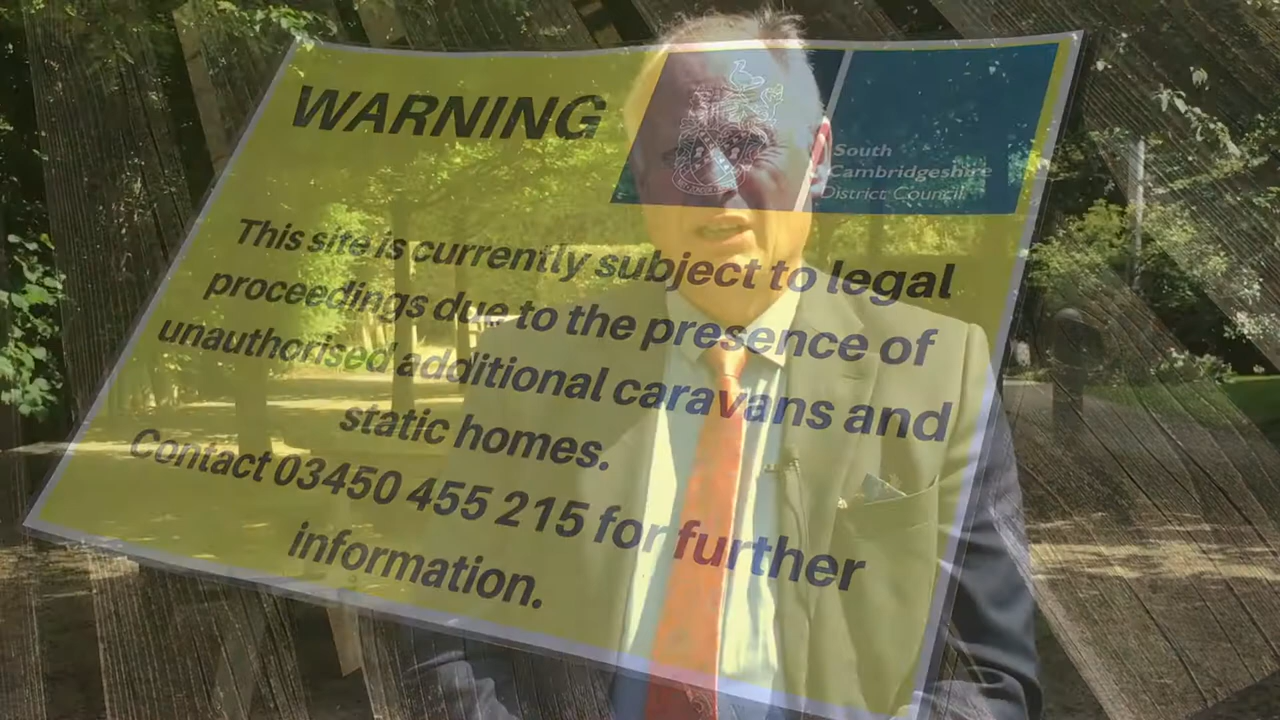 WARNING
South
Cambridgeshire
District Council
This site is currently subject to legal
proceedings due to the presence of
unauthorised additional caravans and
static homes.
Contact 03450 455 215 for further
information.